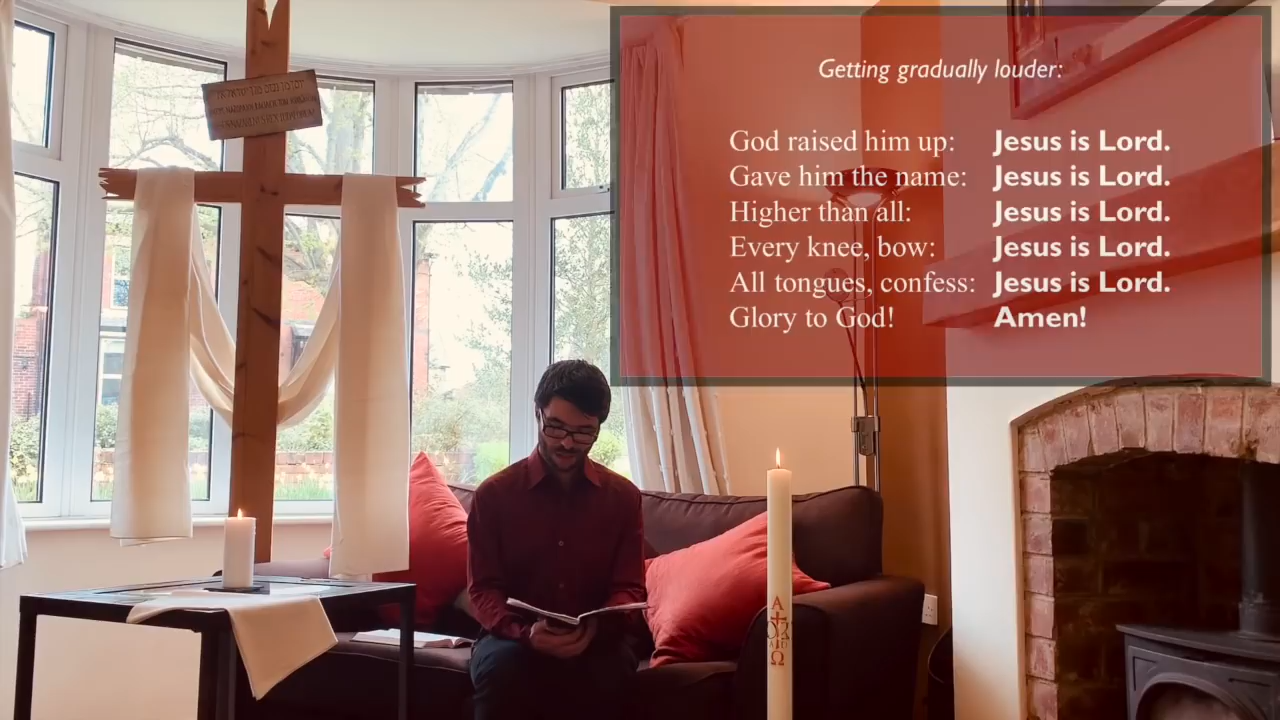 Getting gradually louder:
God raised him up: Jesus is Lord.
Gave him the name: Jesus is Lord.
Higher than all: Jesus is Lord.
Every knee, bow: Jesus is Lord.
All tongues, confess: Jesus is Lord.
Glory to God! Amen!
Α
Ω